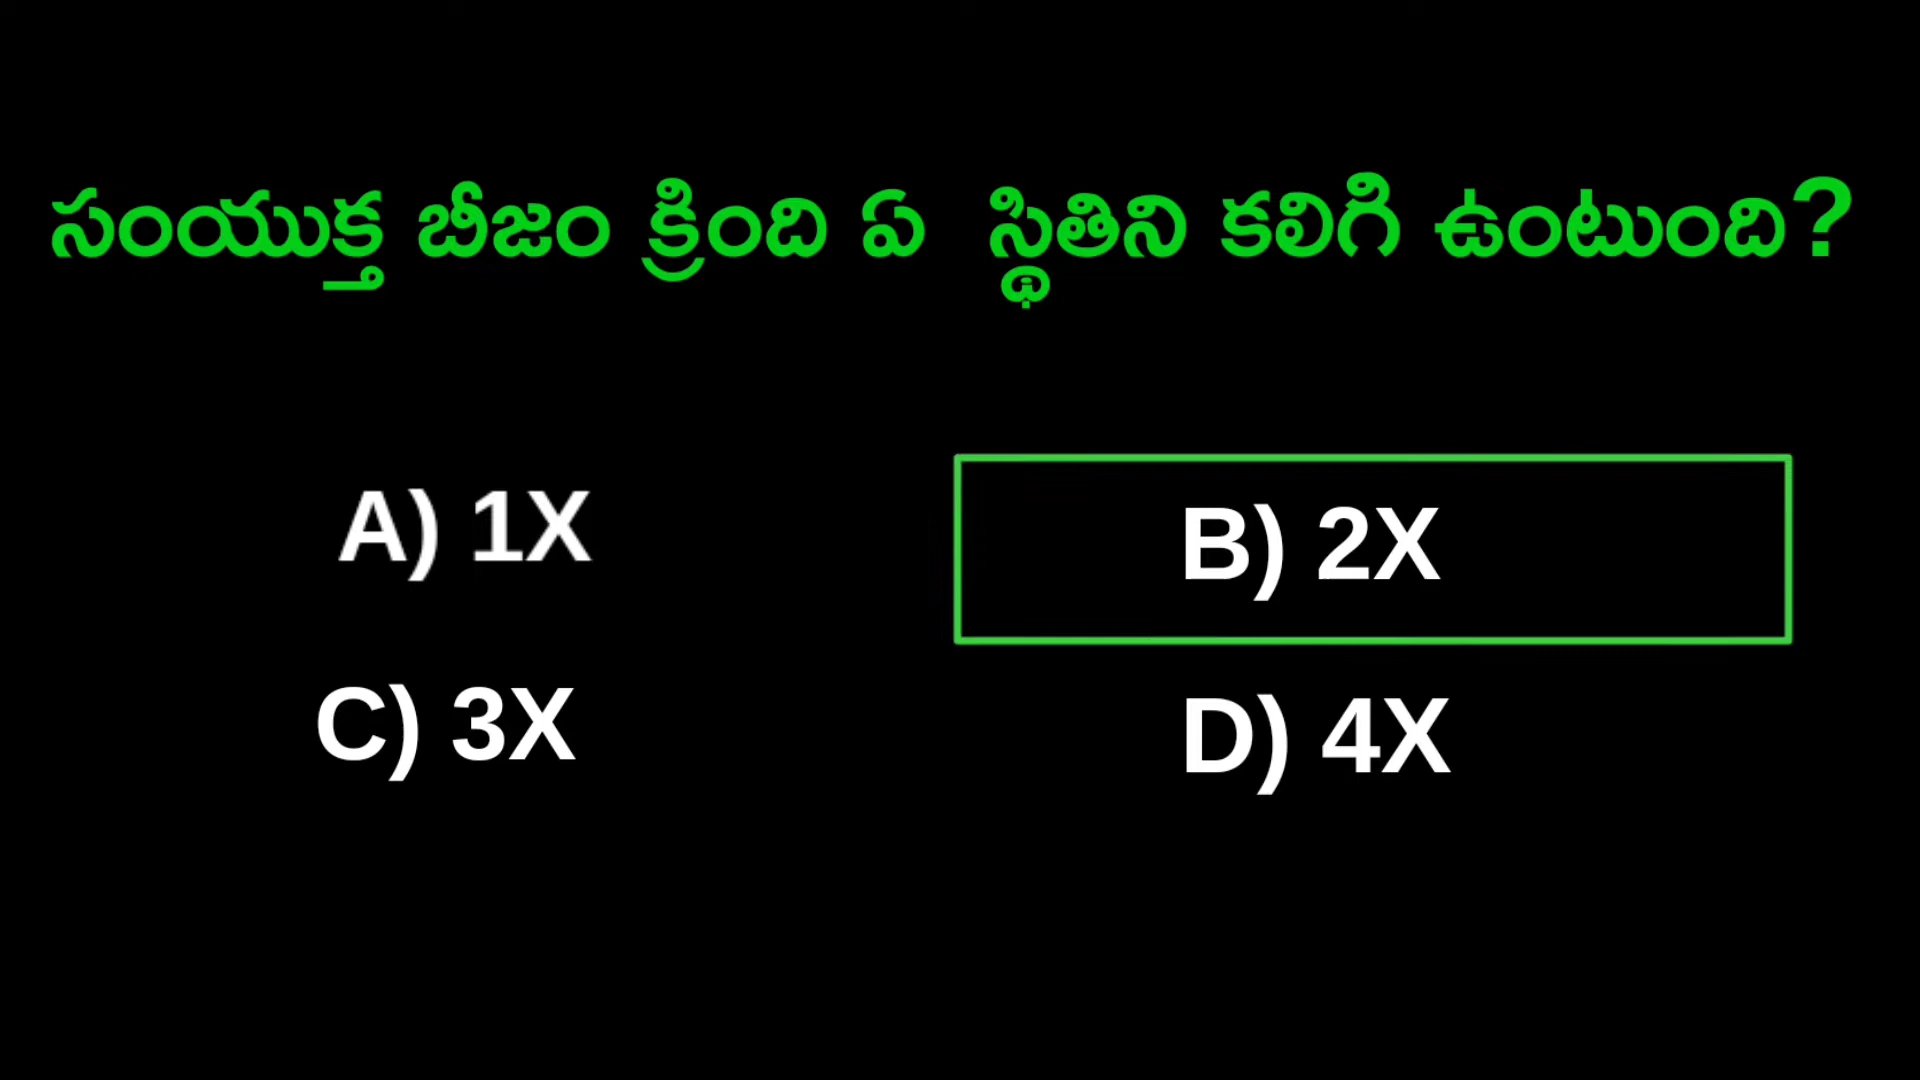 సంయుక్త బీజం క్రింది ఏ స్థితిని కలిగి ఉంటుంది?
A) 1X
B) 2X
C) 3X
D) 4X